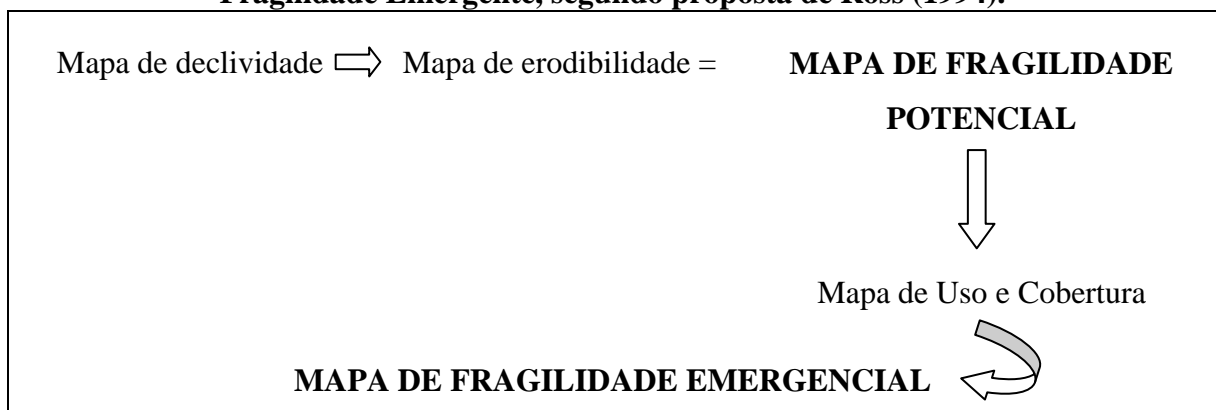 Fragilidade Emergente, segundo proposta de Ross (1994).
Mapa de declividade Mapa de erodibilidade = MAPA DE FRAGILIDADE
POTENCIAL
Mapa de Uso e Cobertura
MAPA DE FRAGILIDADE EMERGENCIAL